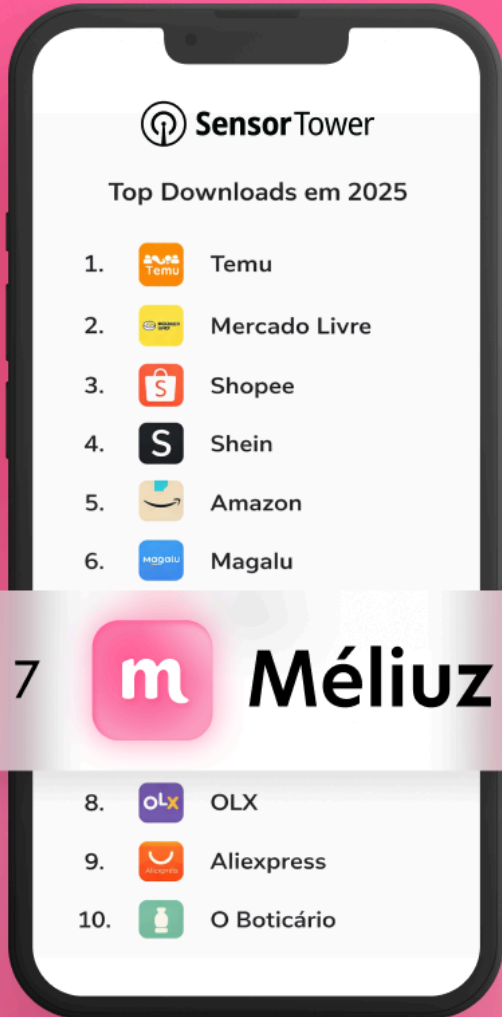 SensorTower
Top Downloads em 2025
1. Temu Temu
2. Mercado Livre
3. S Shopee
4. S Shein
5. Amazon
6. Magalu Magalu
7 m Méliuz
8. OLX OLX
9. Aliexpress Aliexpress
10. O Boticário